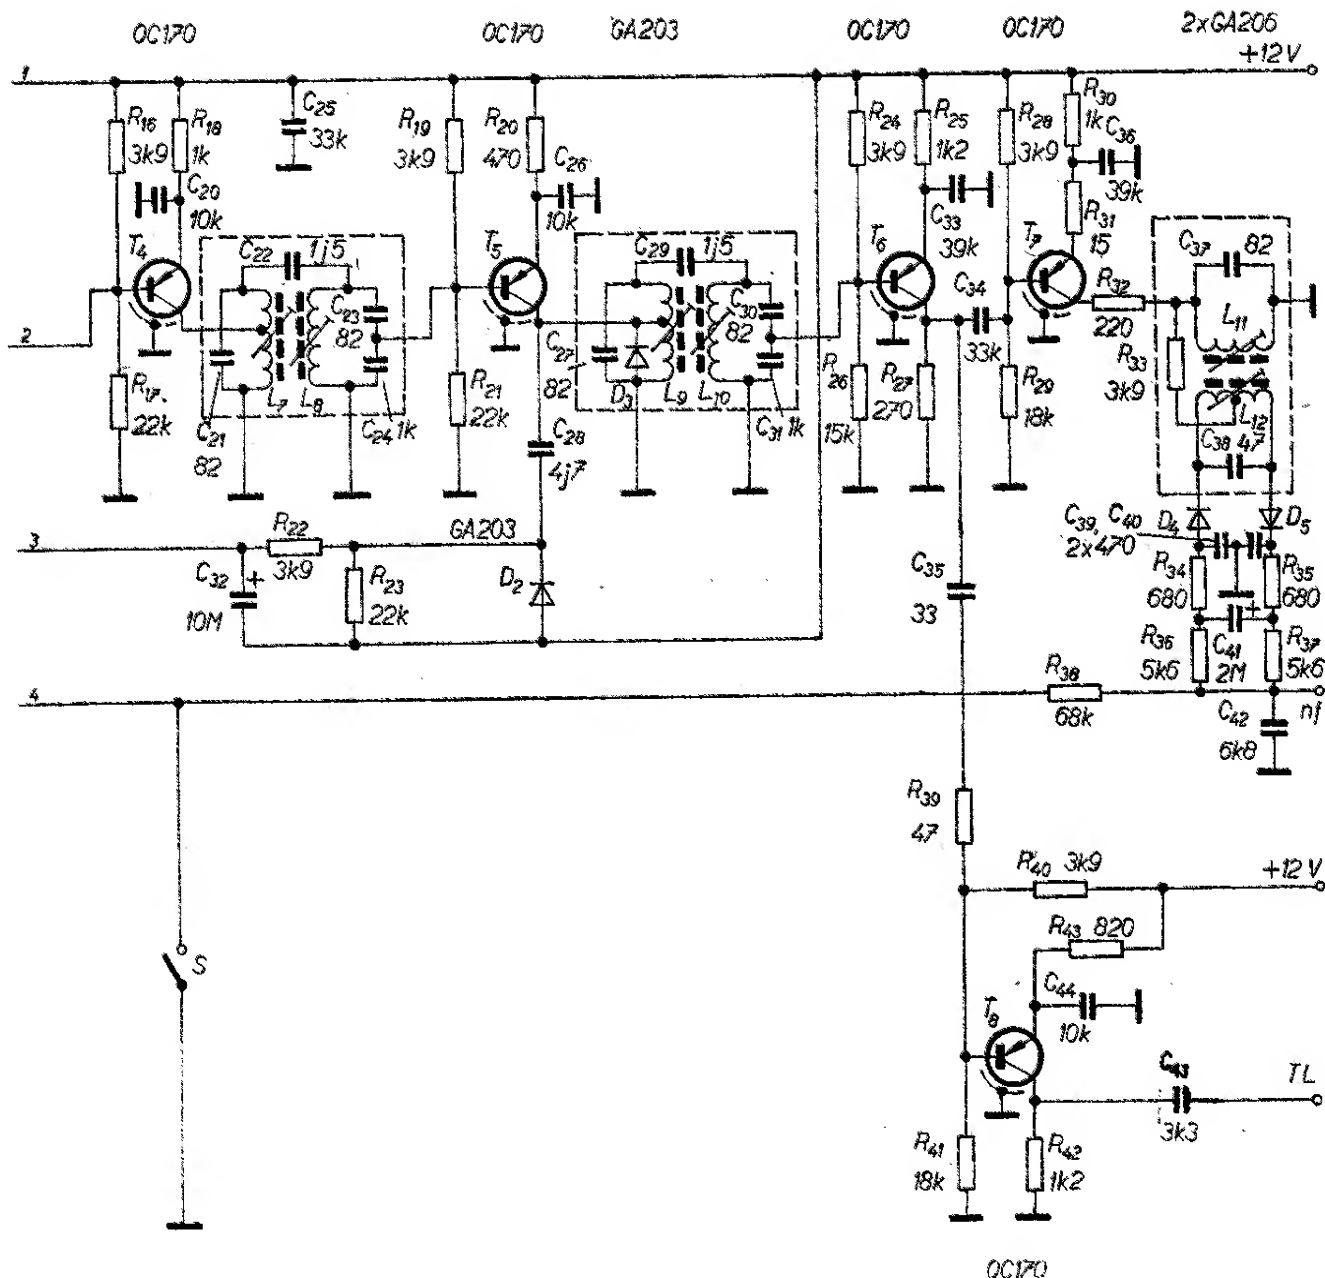 OC170 OC170 GA203 OC170 OC170 2xGA206
+12V
1
R16 3k9
R18 1k
C25 33k
R19 3k9
R20 470
C26 10k
R24 3k9
R25 1k2
R28 3k9
R30 1k
C36 39k
C20 10k
C33 39k
R31 15
T4
C22 1j5
T5
C29 1j5
T6
T7
C37 82
C34 33k
R32 220
L11
C23 82
C30 82
2
C27 82
D3
R33 3k9
R17 22k
C21 82
L7 L8
C24 1k
R21 22k
C28 4j7
L9 L10
C31 1k
R26 15k
R27 270
R29 18k
L12
C38 47
3
R22 3k9
GA203
C32 + 10M
R23 22k
D2
C35 33
C39, C40 2x470
D4 D5
R34 680
R35 680
+
R36 5k6
C41 2M
R37 5k6
4
R38 68k
nf
C42 6k8
R39 47
R40 3k9
+12V
R43 820
S
C44 10k
T8
C43 3k3
TL
R41 18k
R42 1k2
OC170